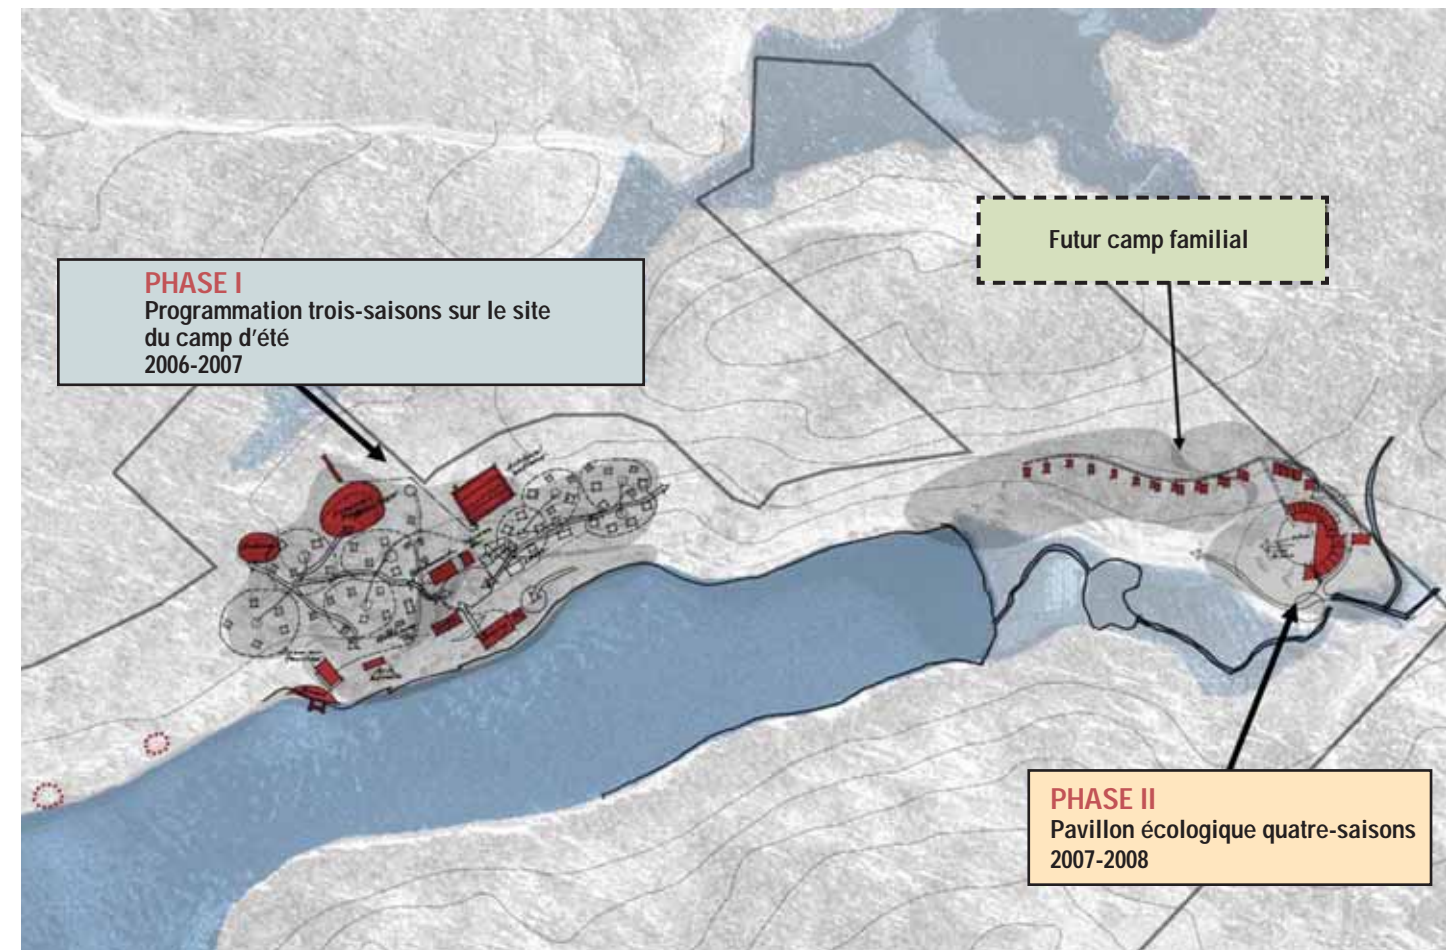 Futur camp familial
PHASE I
Programmation trois-saisons sur le site
du camp d'été
2006-2007
PHASE II
Pavillon écologique quatre-saisons
2007-2008